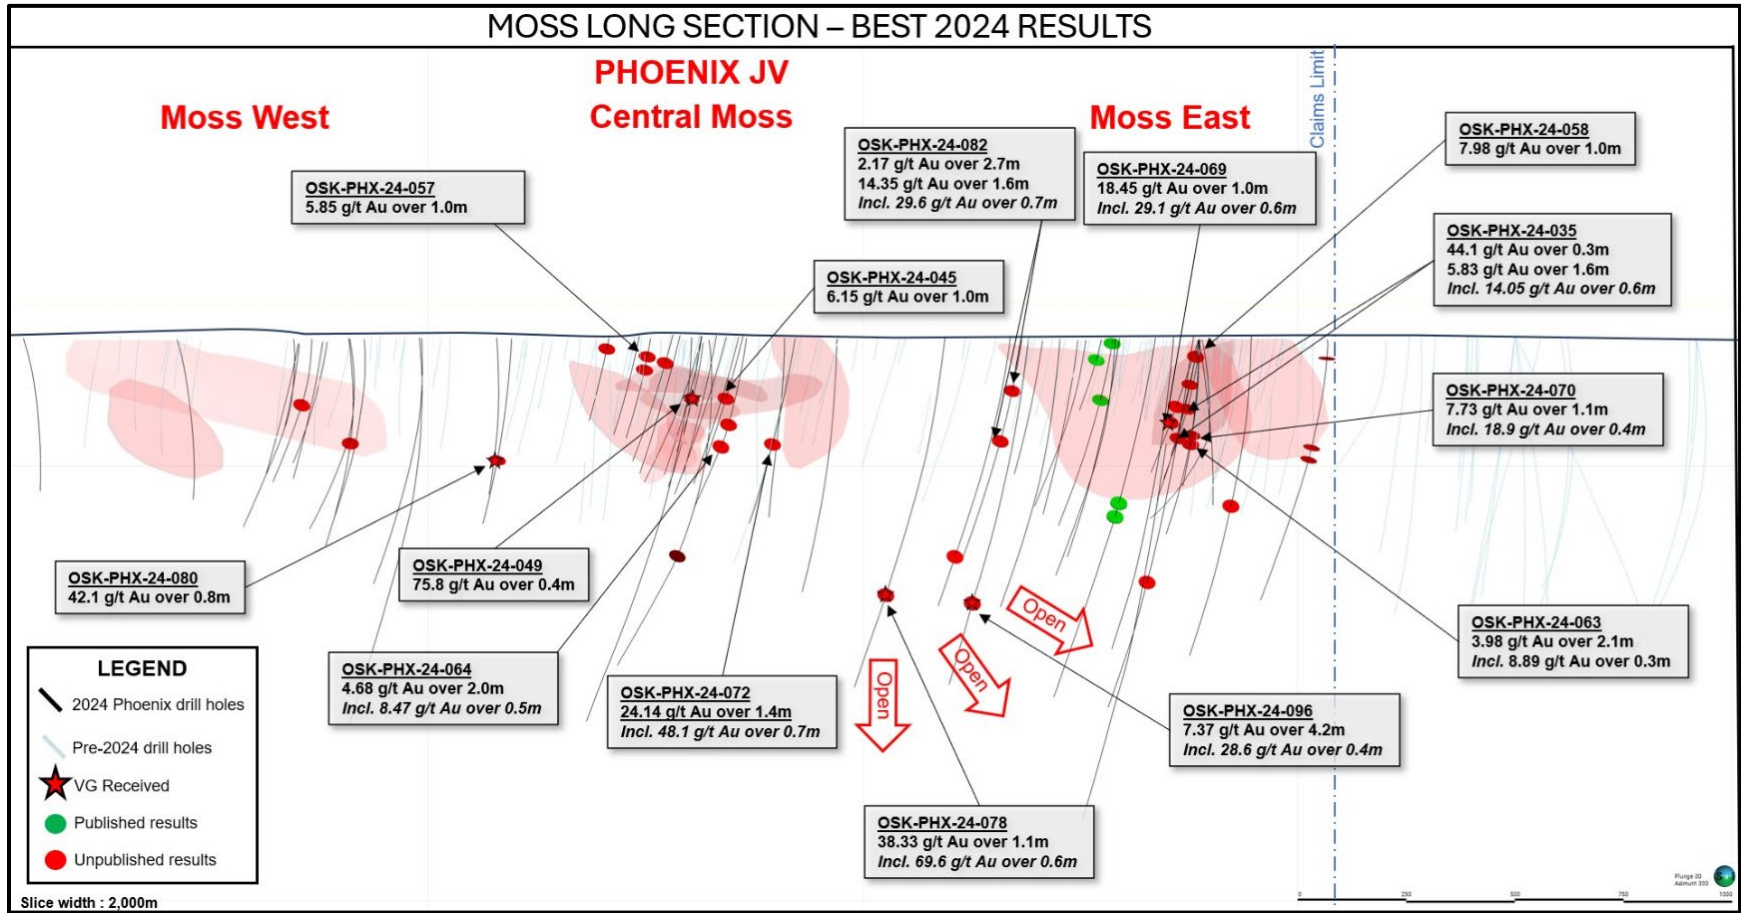 MOSS LONG SECTION – BEST 2024 RESULTS
PHOENIX JV
Moss West
Central Moss
Moss East
Claims Limit
OSK-PHX-24-057
5.85 g/t Au over 1.0m
OSK-PHX-24-045
6.15 g/t Au over 1.0m
OSK-PHX-24-082
2.17 g/t Au over 2.7m
14.35 g/t Au over 1.6m
Incl. 29.6 g/t Au over 0.7m
OSK-PHX-24-069
18.45 g/t Au over 1.0m
Incl. 29.1 g/t Au over 0.6m
OSK-PHX-24-058
7.98 g/t Au over 1.0m
OSK-PHX-24-035
44.1 g/t Au over 0.3m
5.83 g/t Au over 1.6m
Incl. 14.05 g/t Au over 0.6m
OSK-PHX-24-070
7.73 g/t Au over 1.1m
Incl. 18.9 g/t Au over 0.4m
OSK-PHX-24-080
42.1 g/t Au over 0.8m
OSK-PHX-24-049
75.8 g/t Au over 0.4m
OSK-PHX-24-064
4.68 g/t Au over 2.0m
Incl. 8.47 g/t Au over 0.5m
OSK-PHX-24-072
24.14 g/t Au over 1.4m
Incl. 48.1 g/t Au over 0.7m
Open
Open
Open
OSK-PHX-24-063
3.98 g/t Au over 2.1m
Incl. 8.89 g/t Au over 0.3m
OSK-PHX-24-096
7.37 g/t Au over 4.2m
Incl. 28.6 g/t Au over 0.4m
OSK-PHX-24-078
38.33 g/t Au over 1.1m
Incl. 69.6 g/t Au over 0.6m
LEGEND
2024 Phoenix drill holes
Pre-2024 drill holes
VG Received
Published results
Unpublished results
Slice width : 2,000m
Plunge 00
Azimuth 330
0 250 500 750 1000